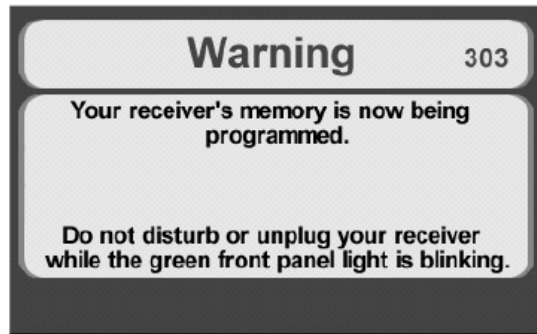 Warning 303
Your receiver's memory is now being
programmed.
Do not disturb or unplug your receiver
while the green front panel light is blinking.